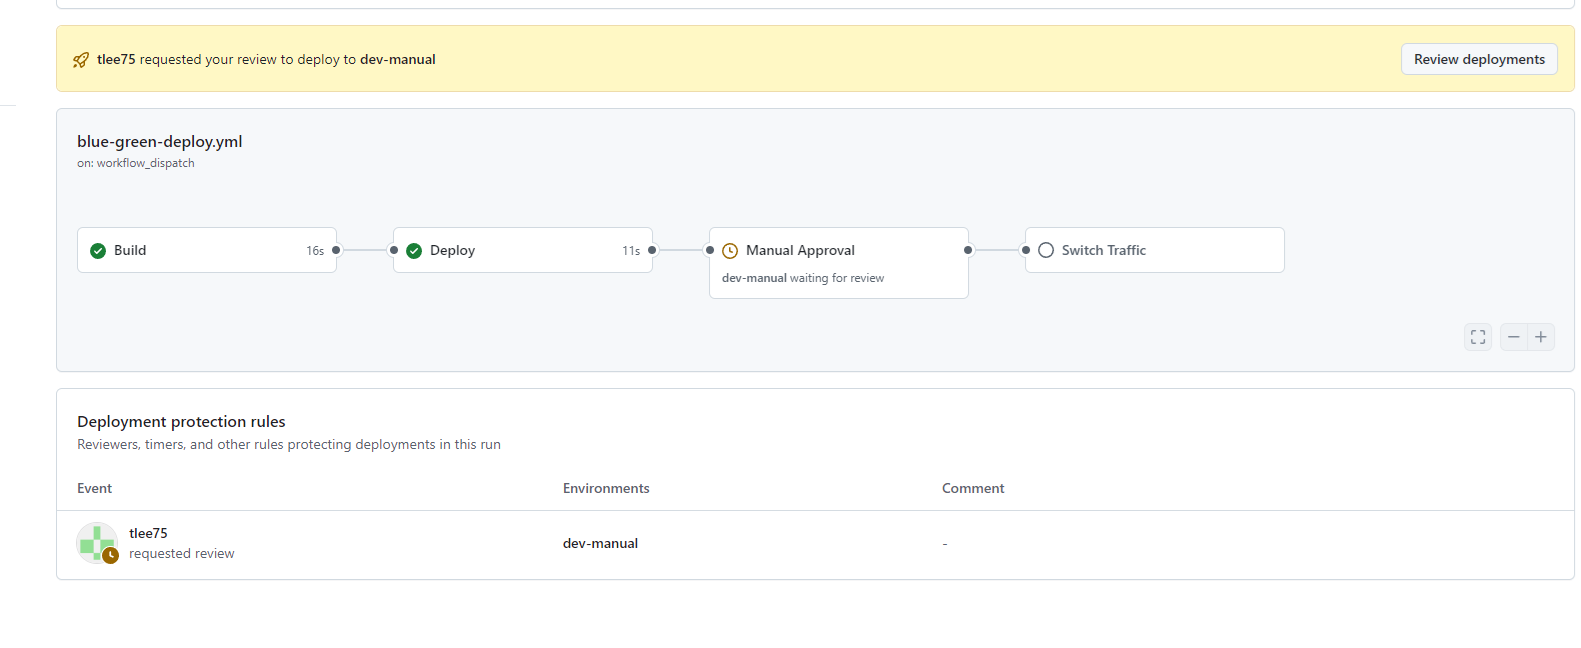 tlee75 requested your review to deploy to dev-manual
Review deployments
blue-green-deploy.yml
on: workflow_dispatch
Build 16s
Deploy 11s
Manual Approval
dev-manual waiting for review
Switch Traffic
Deployment protection rules
Reviewers, timers, and other rules protecting deployments in this run
Event Environments Comment
tlee75
requested review
dev-manual
-